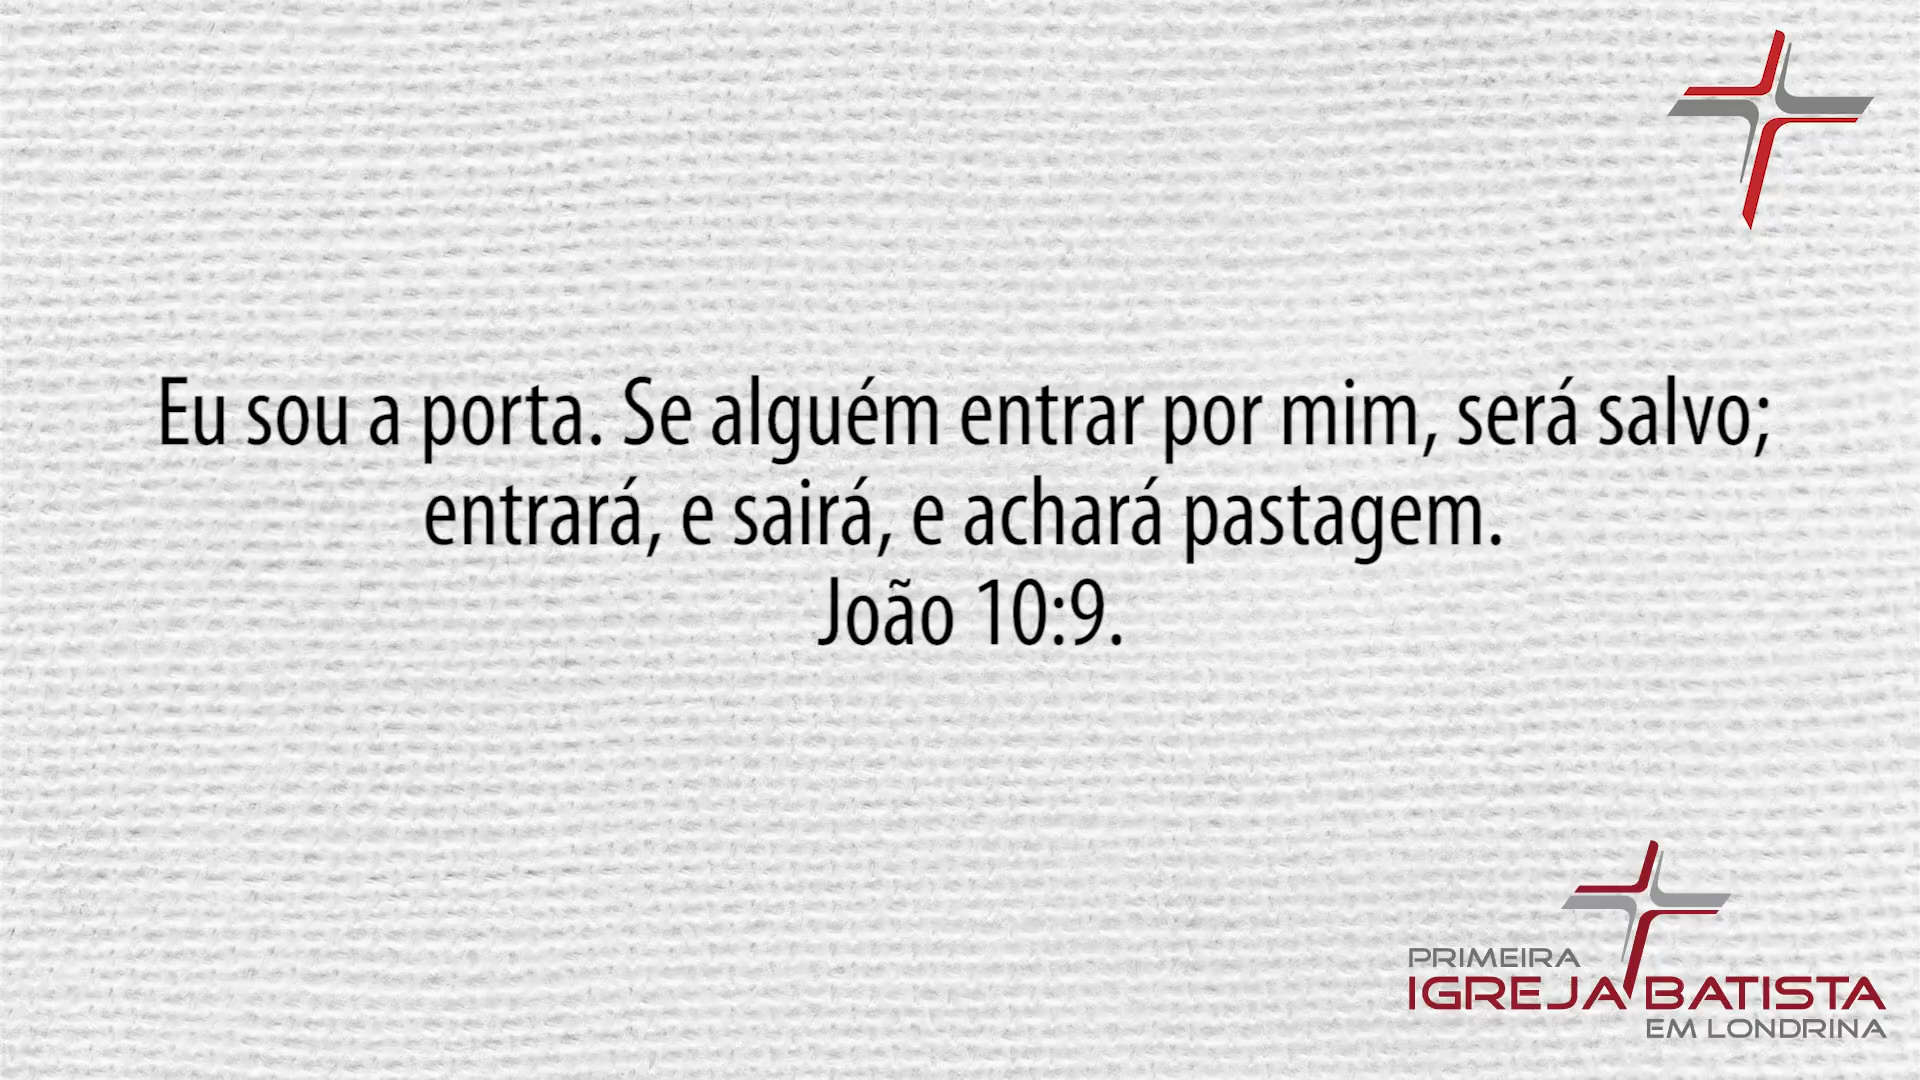 Eu sou a porta. Se alguém entrar por mim, será salvo;
entrará, e sairá, e achará pastagem.
João 10:9.
PRIMEIRA
IGREJA BATISTA
EM LONDRINA